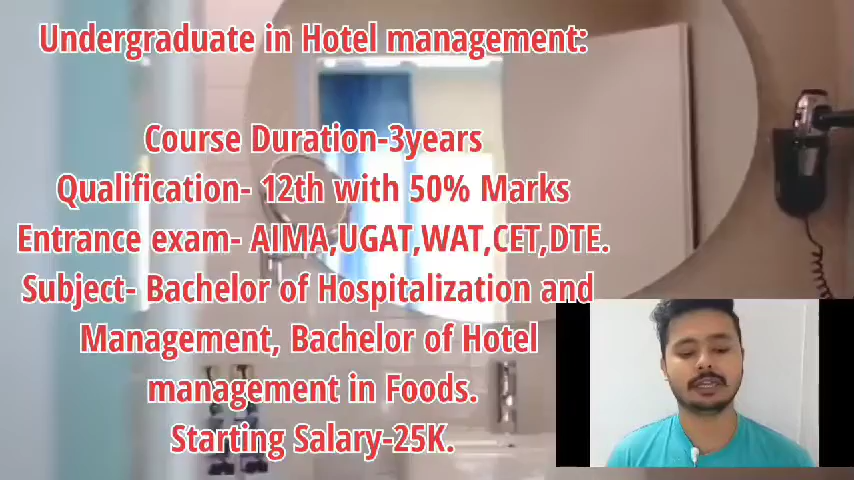 Undergraduate in Hotel management:
Course Duration-3years
Qualification- 12th with 50% Marks
Entrance exam- AIMA,UGAT,WAT,CET,DTE.
Subject- Bachelor of Hospitalization and
Management, Bachelor of Hotel
management in Foods.
Starting Salary-25K.